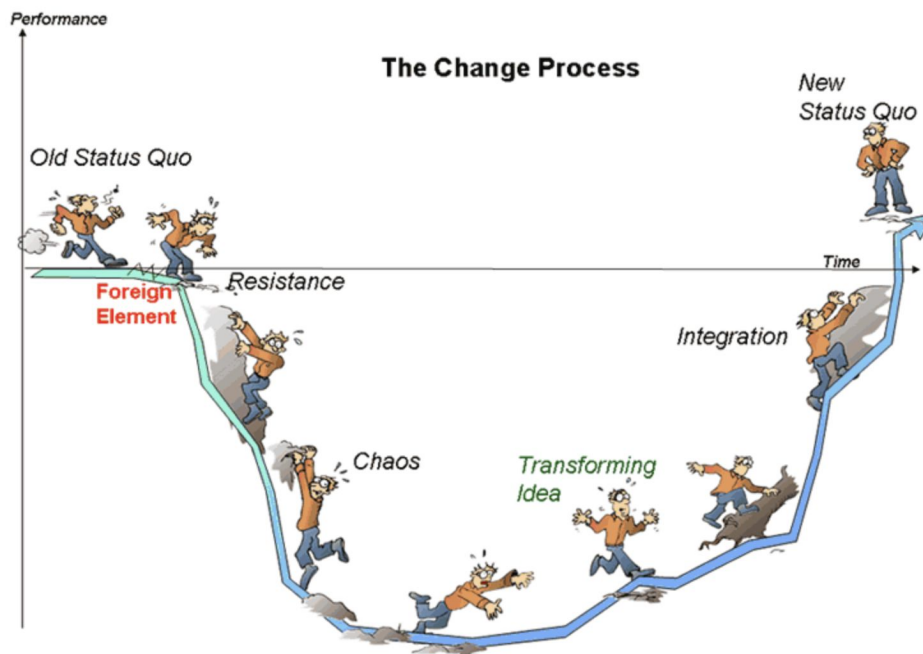 Performance
The Change Process
New
Status Quo
Old Status Quo
Time
Foreign
Element
Resistance
Integration
Chaos
Transforming
Idea